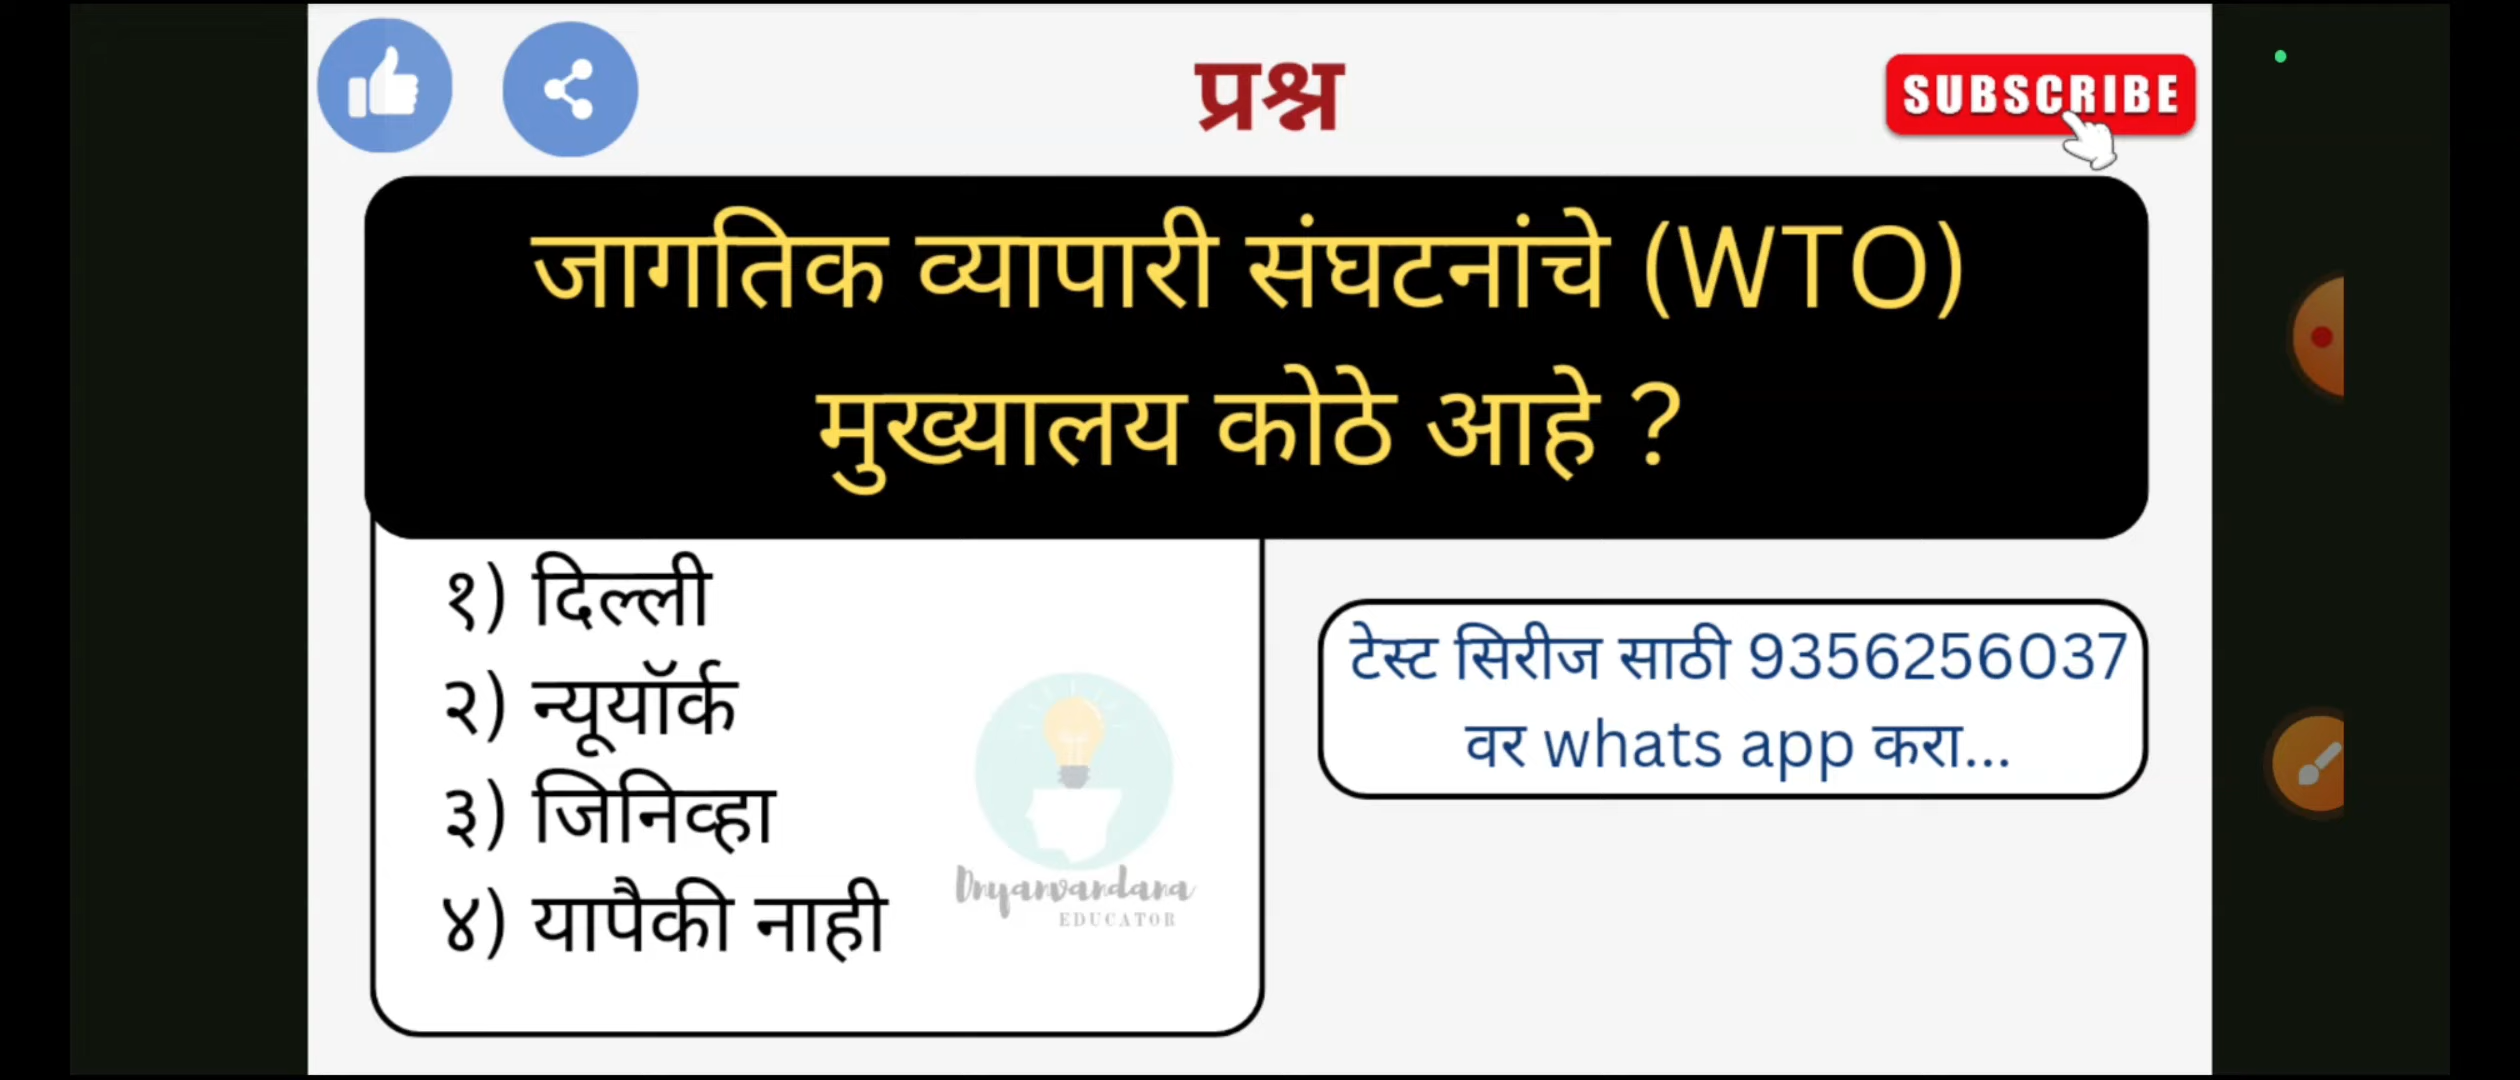 प्रश्न
SUBSCRIBE
जागतिक व्यापारी संघटनांचे (WTO)
मुख्यालय कोठे आहे ?
१) दिल्ली
२) न्यूयॉर्क
३) जिनिव्हा
४) यापैकी नाही
Dnyanvandana
EDUCATOR
टेस्ट सिरीज साठी 9356256037
वर whats app करा...